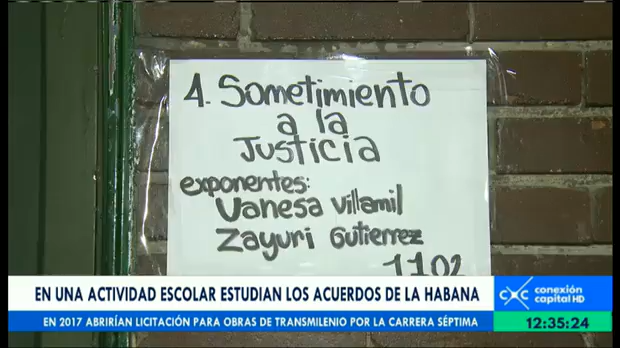 4. Sometimiento
a la
Justicia
exponentes:
Vanesa Villamil
Zayuri Gutierrez
1102
EN UNA ACTIVIDAD ESCOLAR ESTUDIAN LOS ACUERDOS DE LA HABANA
EN 2017 ABRIRÍAN LICITACIÓN PARA OBRAS DE TRANSMILENIO POR LA CARRERA SÉPTIMA
CXC conexión
capital HD
12:35:24